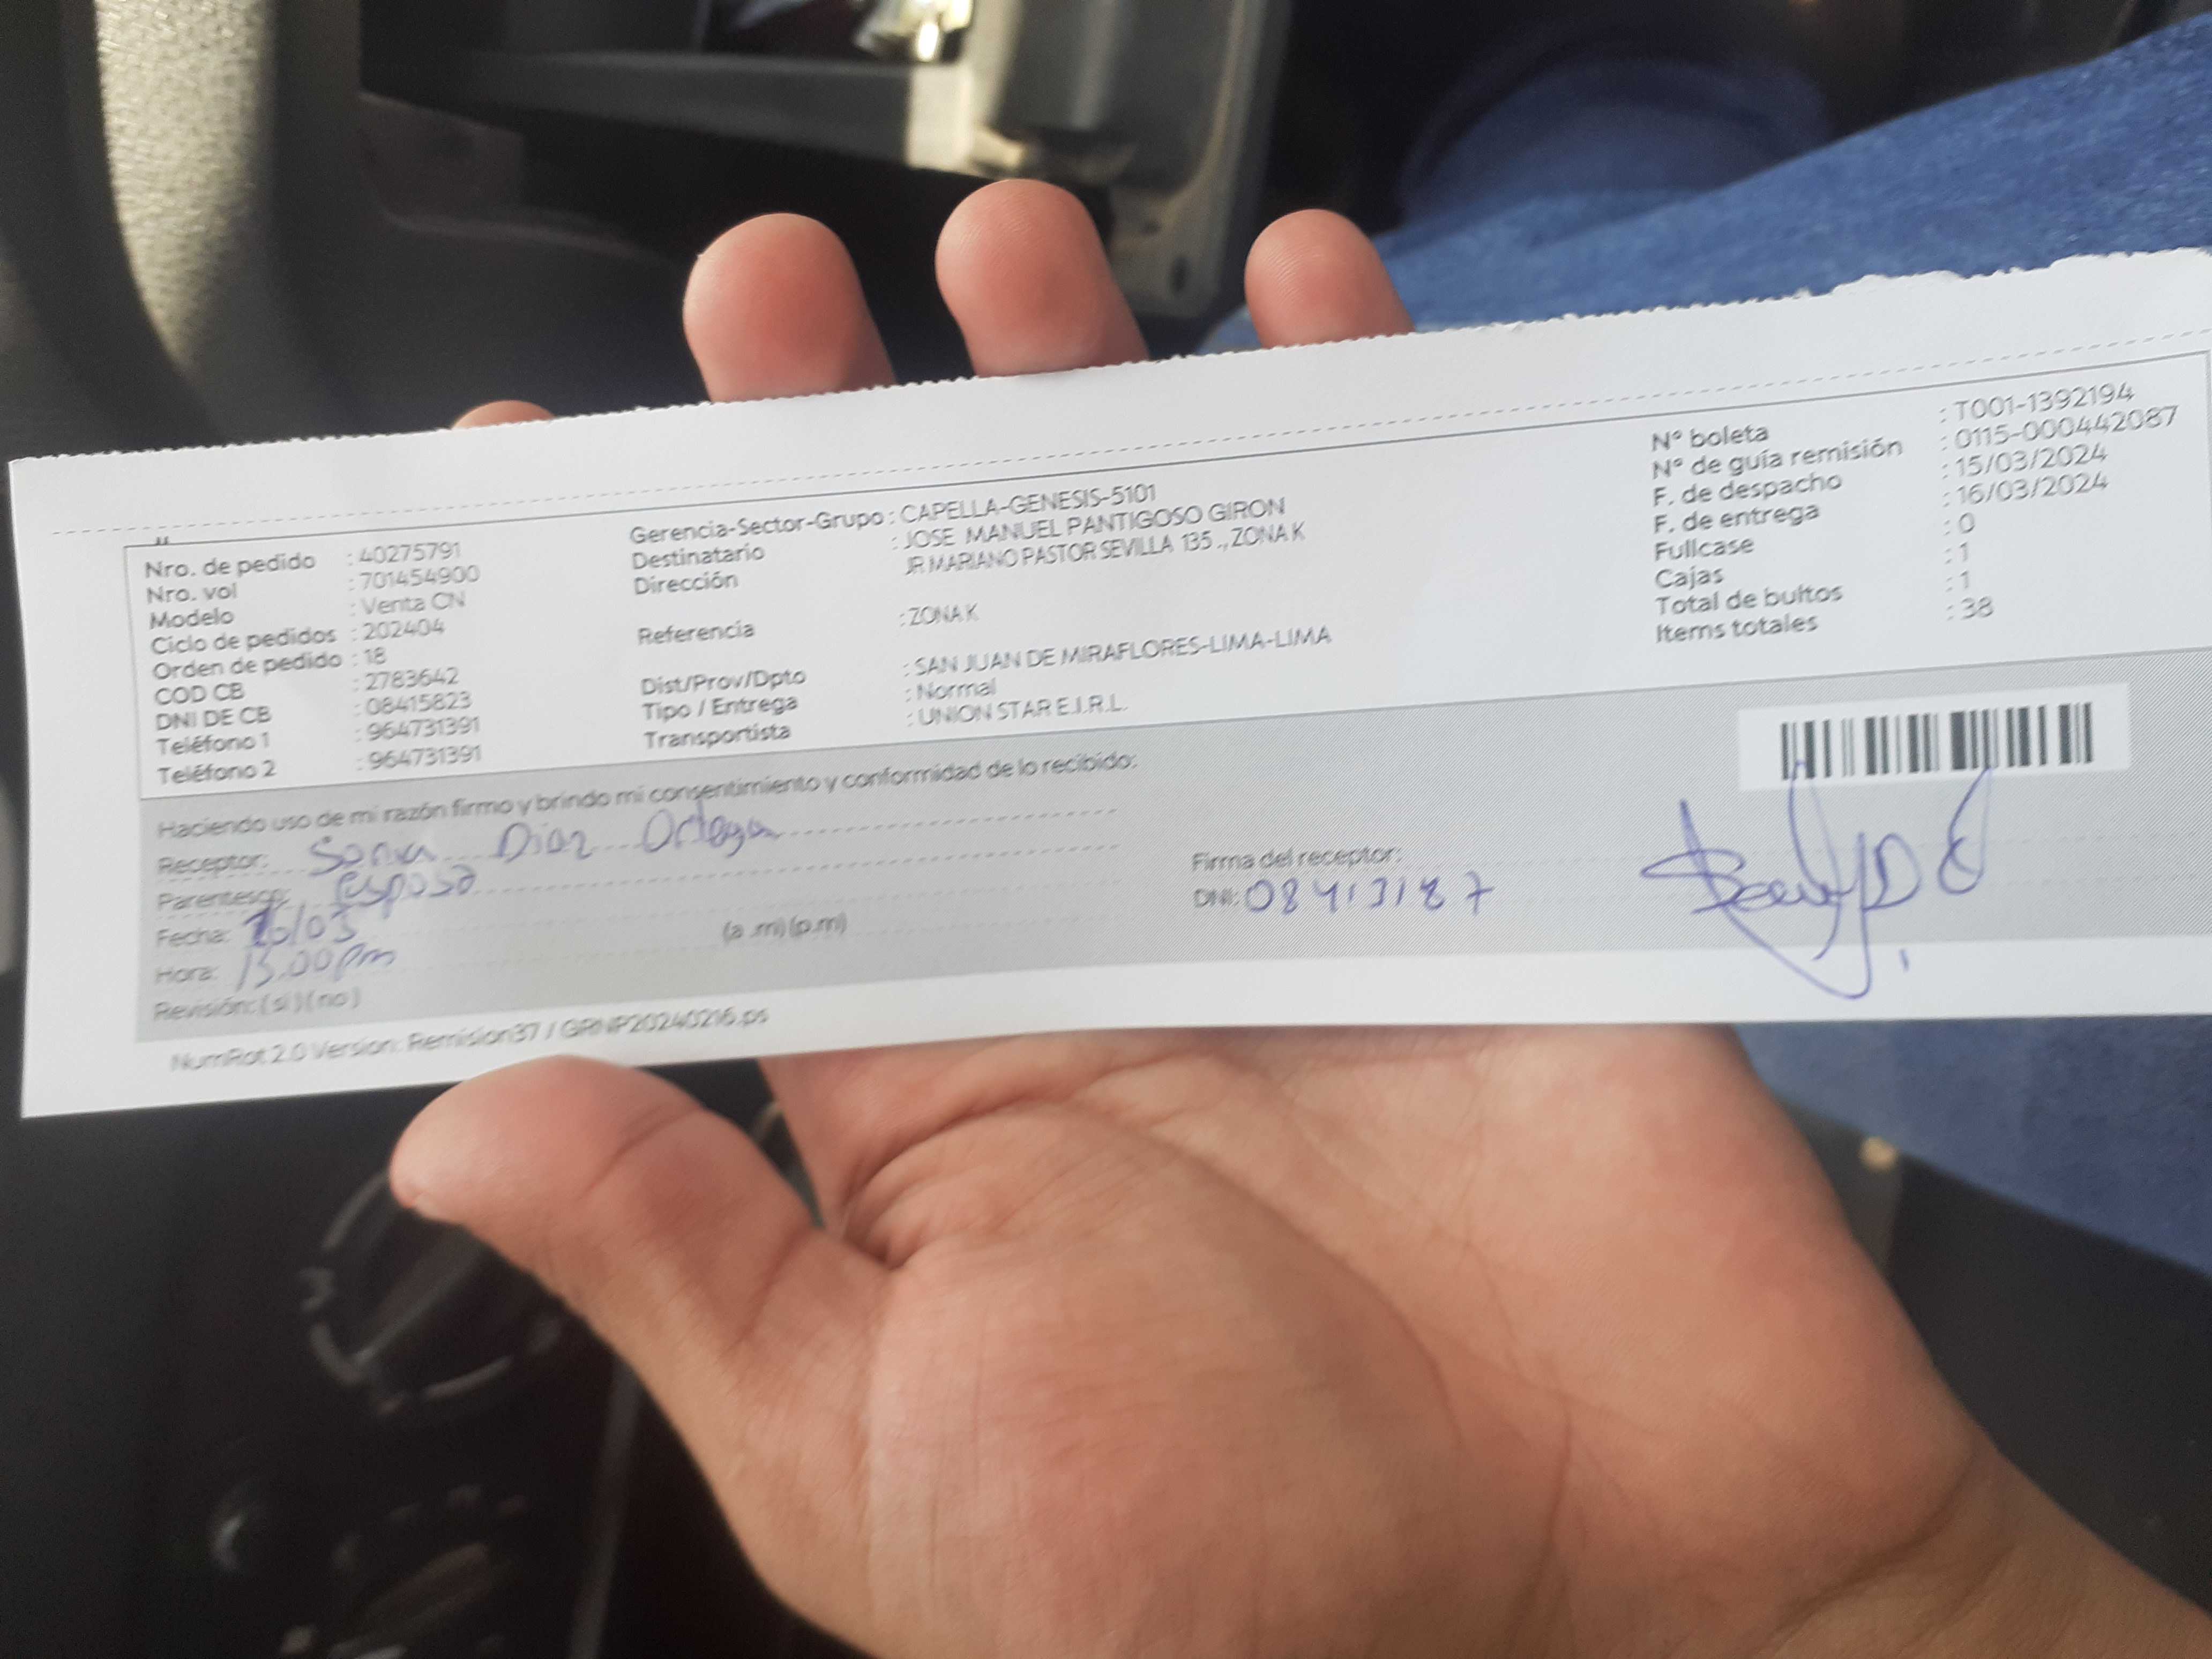 Nro. de pedido : 40275791
Nro. vol : 701454900
Modelo : Venta CN
Ciclo de pedidos : 202404
Orden de pedido : 18
COD CB : 2783642
DNI DE CB : 08415823
Teléfono 1 : 964731391
Teléfono 2 : 964731391
Gerencia-Sector-Grupo : CAPELLA-GENESIS-5101
Destinatario : JOSE MANUEL PANTIGOSO GIRON
Dirección JR MARIANO PASTOR SEVILLA 135 ., ZONA K
Referencia : ZONA K
Dist/Prov/Dpto : SAN JUAN DE MIRAFLORES-LIMA-LIMA
Tipo / Entrega : Normal
Transportista : UNION STAR E.I.R.L.
N° boleta : T001-1392194
N° de guía remisión : 0115-000442087
F. de despacho : 15/03/2024
F. de entrega : 16/03/2024
Fullcase : 0
Cajas : 1
Total de bultos : 1
Items totales : 38
Haciendo uso de mi razón firmo y brindo mi consentimiento y conformidad de lo recibido:
Receptor: Sonia Diaz Ortega
Parentesco: esposa
Fecha: 16/03
Hora: 15.00pm (a .m) (p.m)
Revisión: ( si ) ( no )
Firma del receptor:
DNI: 08413187
NumRot 2.0 Version: Remision37 / GRNP20240216.ps